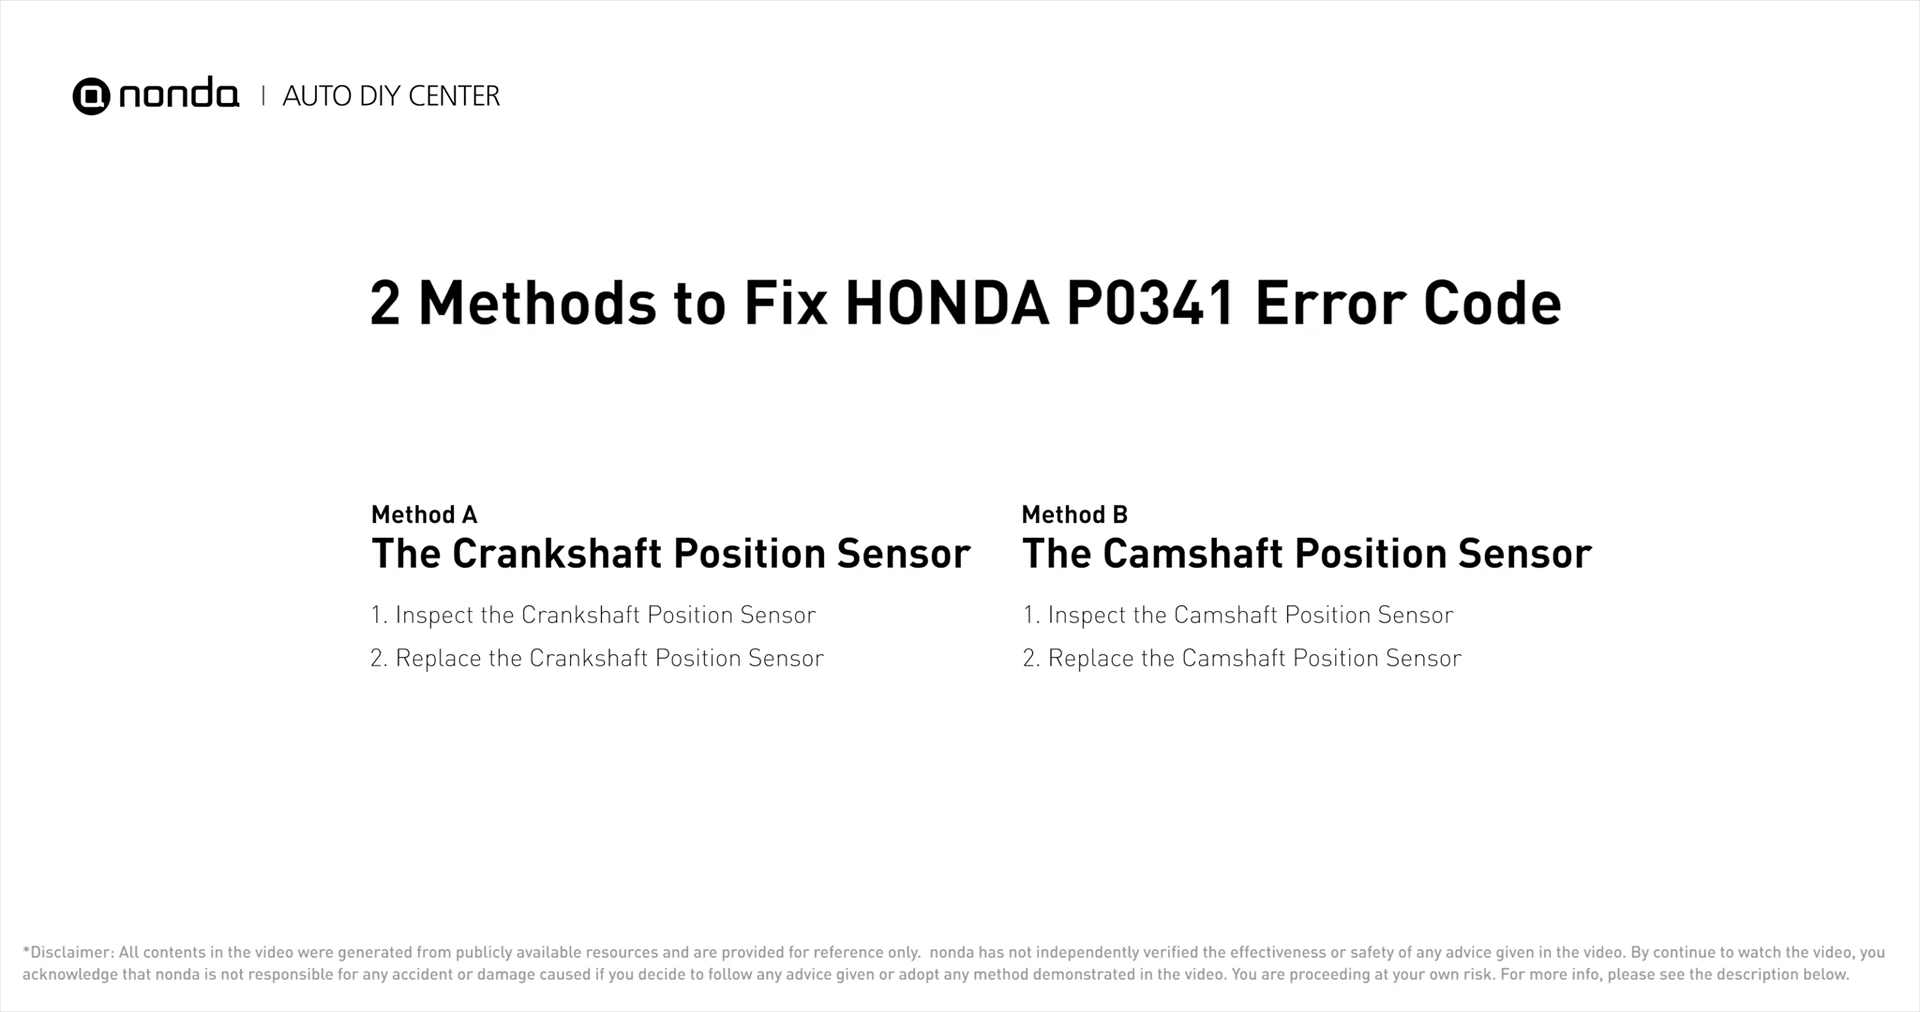 nonda | AUTO DIY CENTER
2 Methods to Fix HONDA P0341 Error Code
Method A
The Crankshaft Position Sensor
1. Inspect the Crankshaft Position Sensor
2. Replace the Crankshaft Position Sensor
Method B
The Camshaft Position Sensor
1. Inspect the Camshaft Position Sensor
2. Replace the Camshaft Position Sensor
*Disclaimer: All contents in the video were generated from publicly available resources and are provided for reference only. nonda has not independently verified the effectiveness or safety of any advice given in the video. By continue to watch the video, you
acknowledge that nonda is not responsible for any accident or damage caused if you decide to follow any advice given or adopt any method demonstrated in the video. You are proceeding at your own risk. For more info, please see the description below.